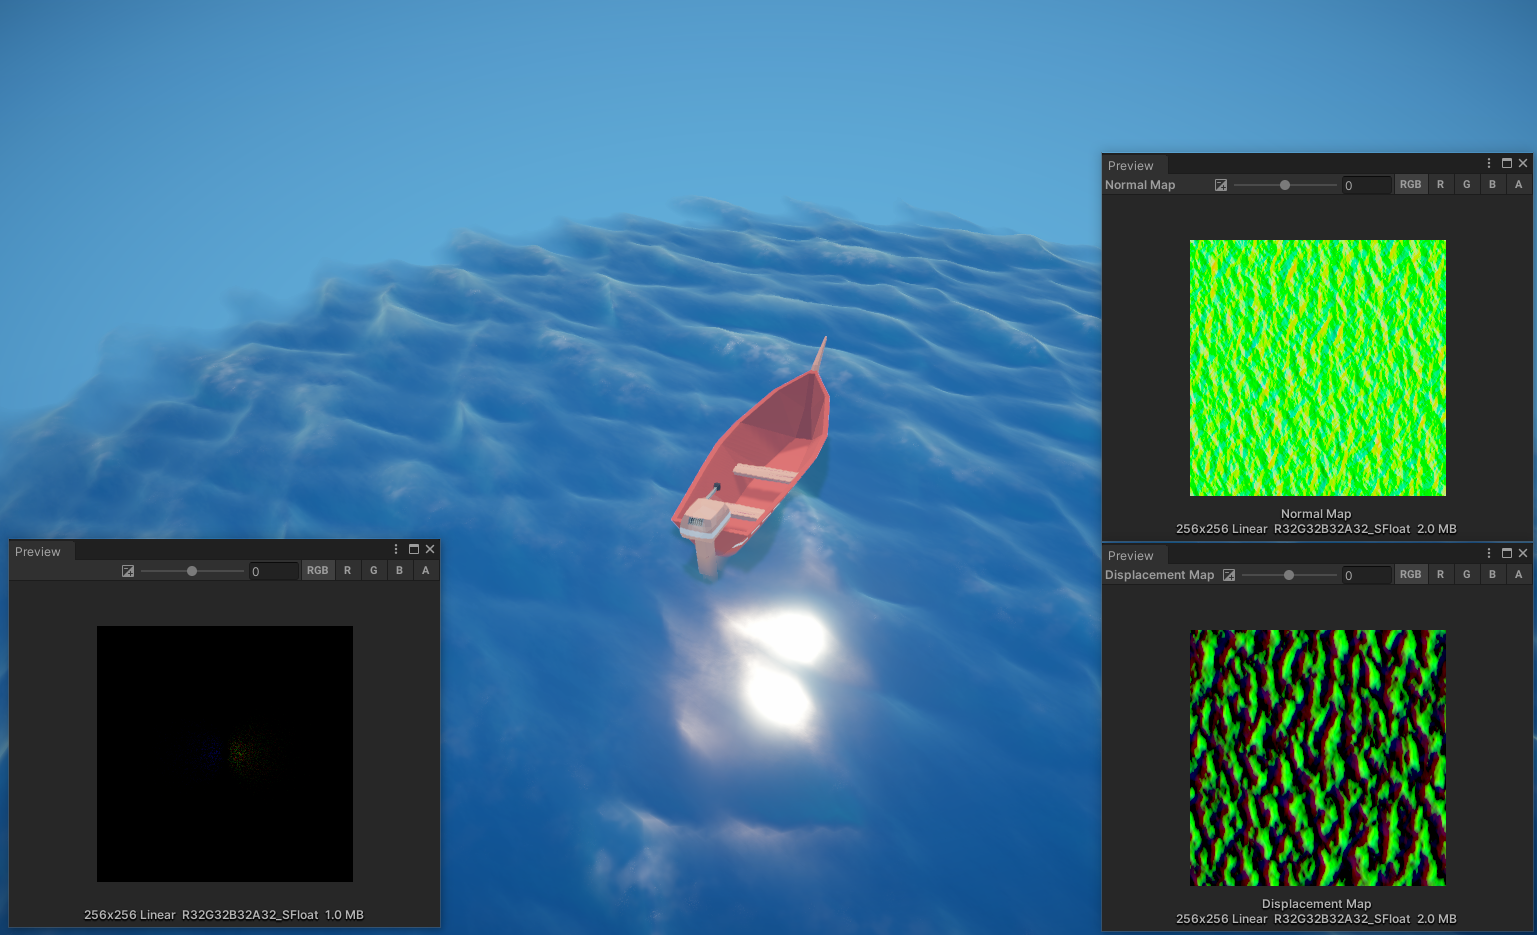 Preview
Normal Map 0 RGB R G B A
Normal Map
256x256 Linear R32G32B32A32_SFloat 2.0 MB
Preview
0 RGB R G B A
256x256 Linear R32G32B32A32_SFloat 1.0 MB
Preview
Displacement Map 0 RGB R G B A
Displacement Map
256x256 Linear R32G32B32A32_SFloat 2.0 MB